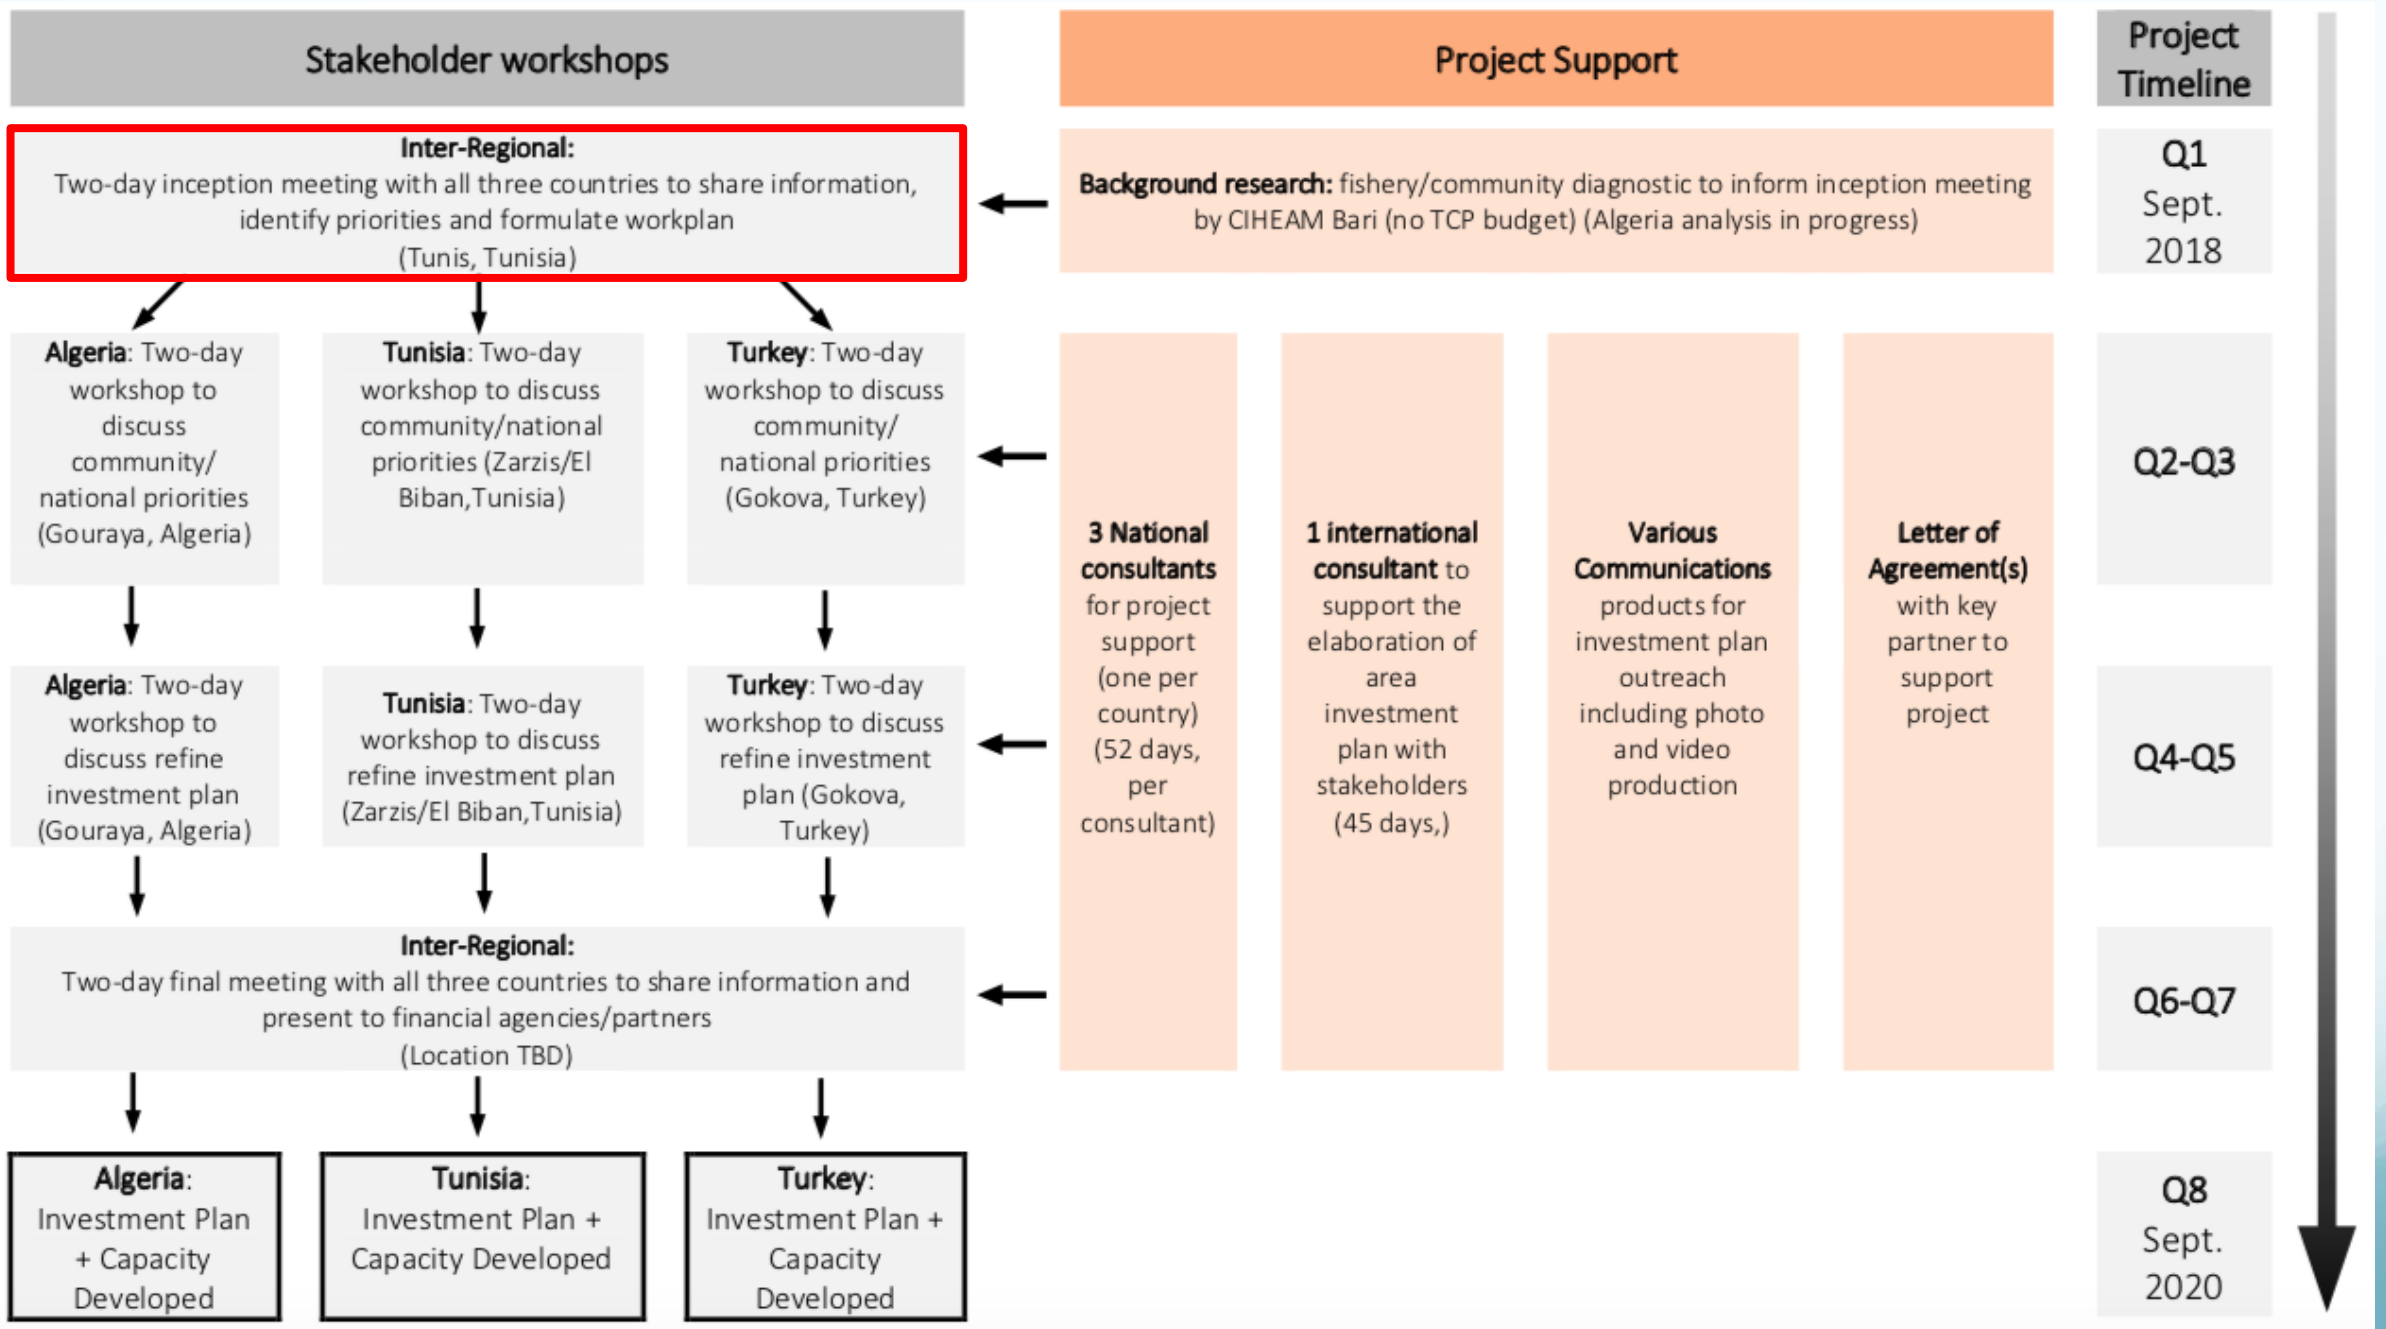 Stakeholder workshops
Project Support
Project
Timeline
Inter-Regional:
Two-day inception meeting with all three countries to share information,
identify priorities and formulate workplan
(Tunis, Tunisia)
Background research: fishery/community diagnostic to inform inception meeting
by CIHEAM Bari (no TCP budget) (Algeria analysis in progress)
Q1
Sept.
2018
Algeria: Two-day
workshop to
discuss
community/
national priorities
(Gouraya, Algeria)
Tunisia: Two-day
workshop to discuss
community/national
priorities (Zarzis/El
Biban,Tunisia)
Turkey: Two-day
workshop to discuss
community/
national priorities
(Gokova, Turkey)
3 National
consultants
for project
support
(one per
country)
(52 days,
per
consultant)
1 international
consultant to
support the
elaboration of
area
investment
plan with
stakeholders
(45 days,)
Various
Communications
products for
investment plan
outreach
including photo
and video
production
Letter of
Agreement(s)
with key
partner to
support
project
Q2-Q3
Algeria: Two-day
workshop to
discuss refine
investment plan
(Gouraya, Algeria)
Tunisia: Two-day
workshop to discuss
refine investment plan
(Zarzis/El Biban,Tunisia)
Turkey: Two-day
workshop to discuss
refine investment
plan (Gokova,
Turkey)
Q4-Q5
Inter-Regional:
Two-day final meeting with all three countries to share information and
present to financial agencies/partners
(Location TBD)
Q6-Q7
Algeria:
Investment Plan
+ Capacity
Developed
Tunisia:
Investment Plan +
Capacity Developed
Turkey:
Investment Plan +
Capacity
Developed
Q8
Sept.
2020